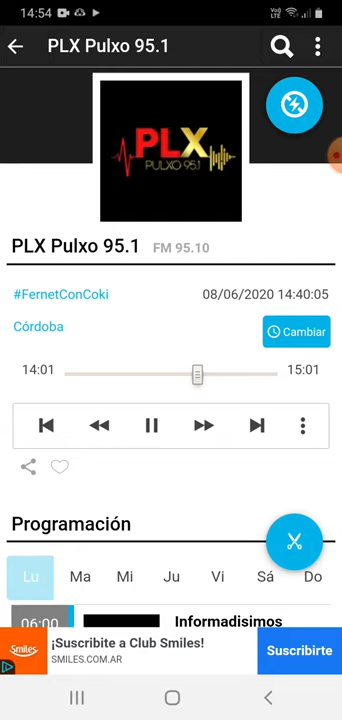 14:54
PLX Pulxo 95.1
PLX
PULXO 95.1
PLX Pulxo 95.1 FM 95.10
#FernetConCoki 08/06/2020 14:40:05
Córdoba
Cambiar
14:01 15:01
Programación
Lu Ma Mi Ju Vi Sá Do
06:00 Informadisimos
Smiles
¡Suscribite a Club Smiles!
SMILES.COM.AR
Suscribirte